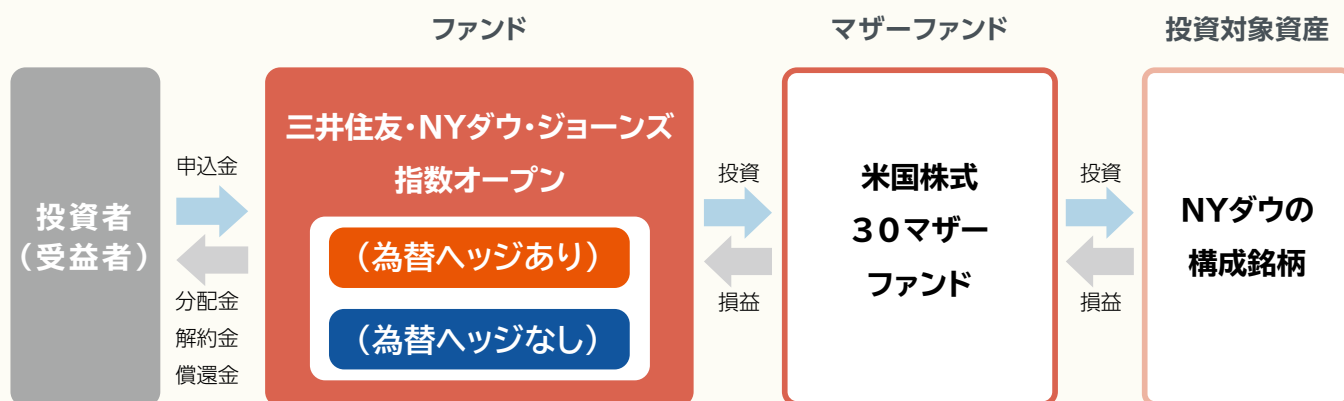 ファンド
マザーファンド
投資対象資産
投資者
（受益者）
申込金
分配金
解約金
償還金
三井住友・NYダウ・ジョーンズ
指数オープン
（為替ヘッジあり）
（為替ヘッジなし）
投資
損益
米国株式
３０マザー
ファンド
投資
損益
NYダウの
構成銘柄